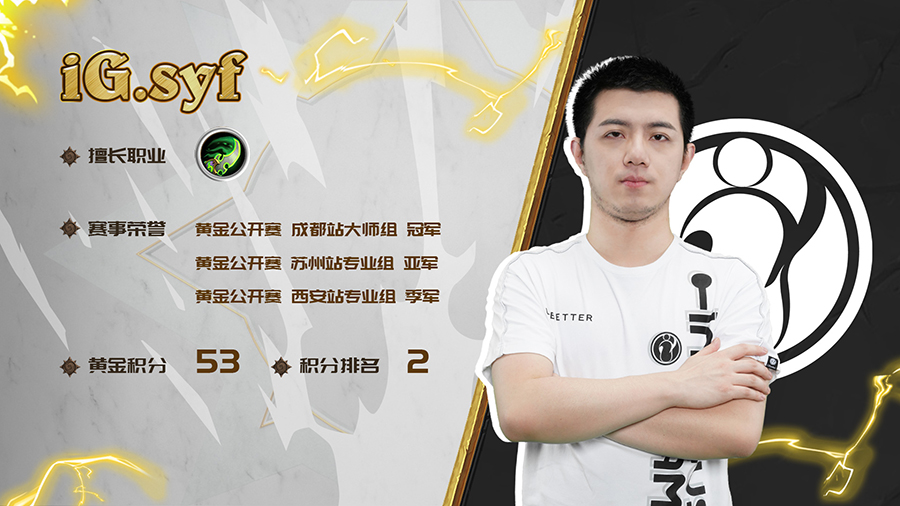 iG.syf
擅长职业
赛事荣誉 黄金公开赛 成都站大师组 冠军
黄金公开赛 苏州站专业组 亚军
黄金公开赛 西安站专业组 季军
黄金积分 53 积分排名 2
ETTER